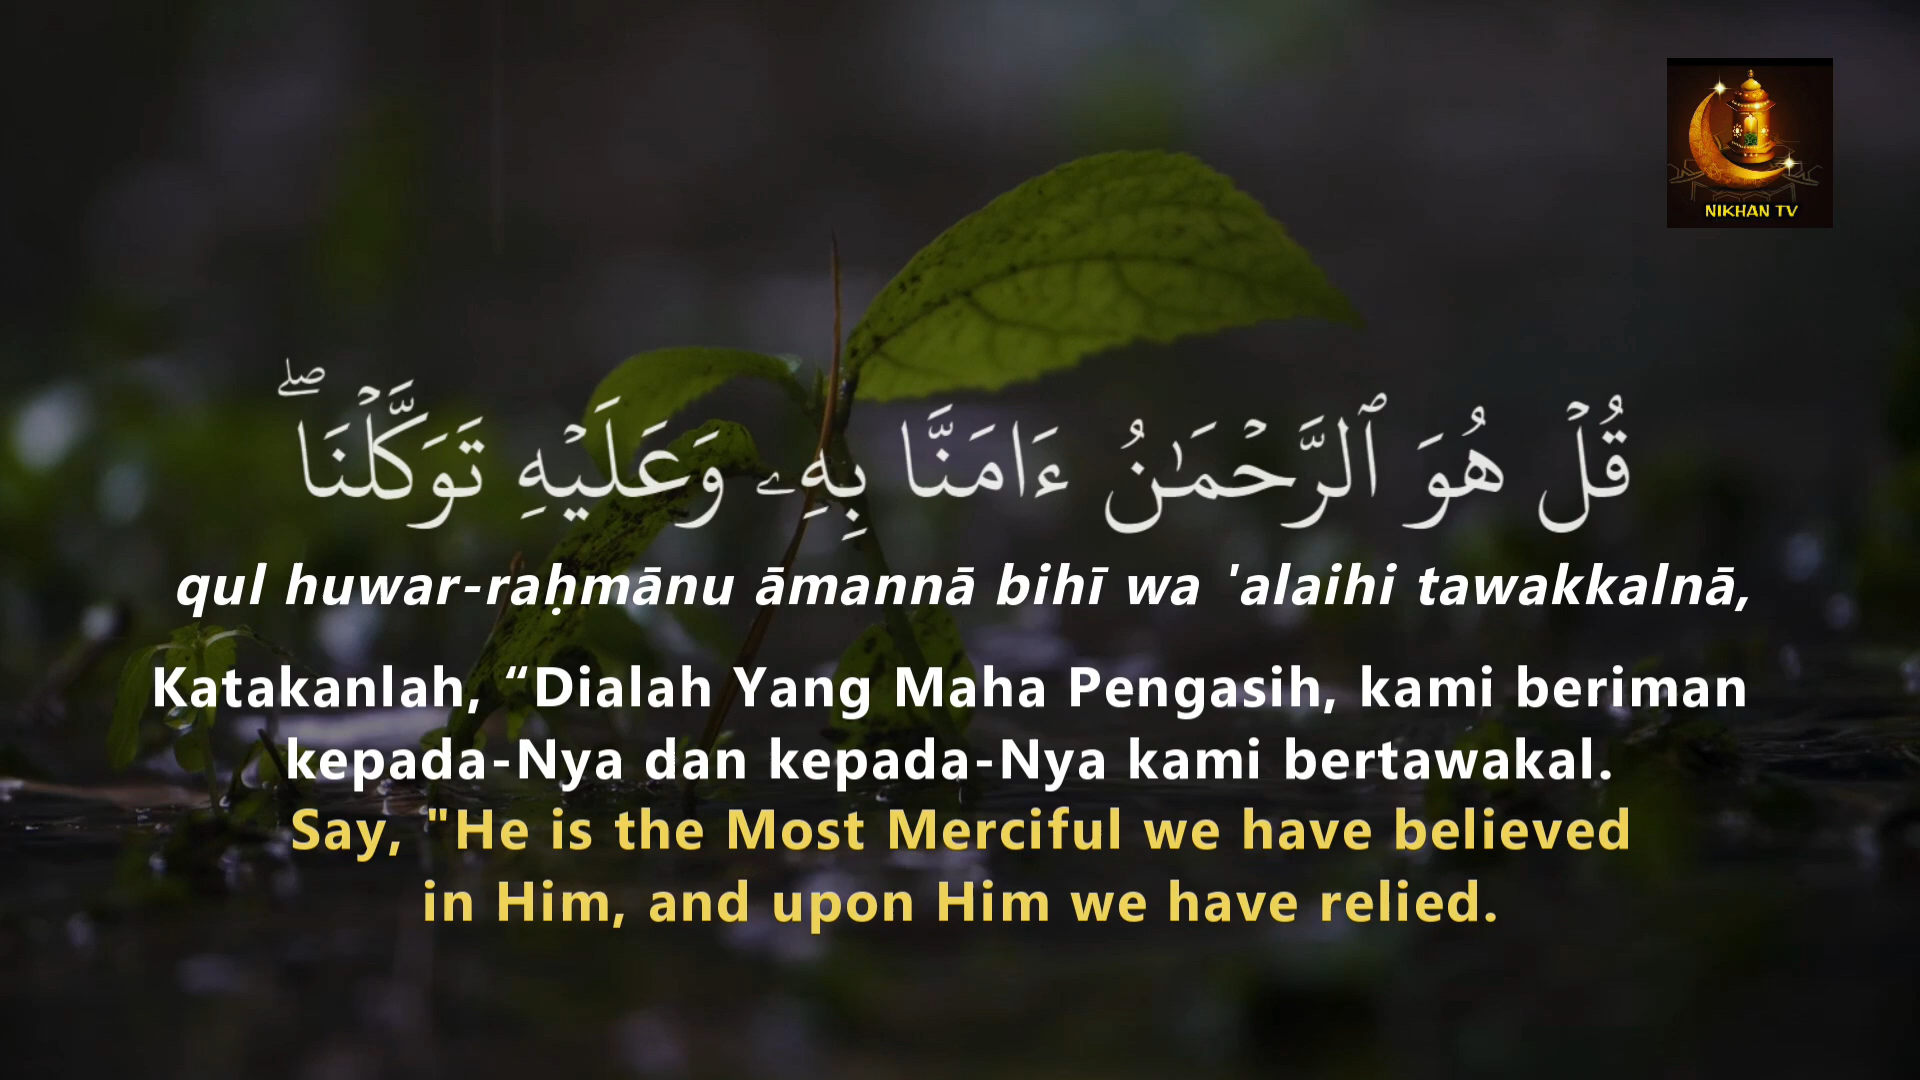 NIKHAN TV
قُلْ هُوَ ٱلرَّحْمَـٰنُ ءَامَنَّا بِهِۦ وَعَلَيْهِ تَوَكَّلْنَا ۖ
qul huwar-raḥmānu āmannā bihī wa 'alaihi tawakkalnā,
Katakanlah, “Dialah Yang Maha Pengasih, kami beriman
kepada-Nya dan kepada-Nya kami bertawakal.
Say, "He is the Most Merciful we have believed
in Him, and upon Him we have relied.